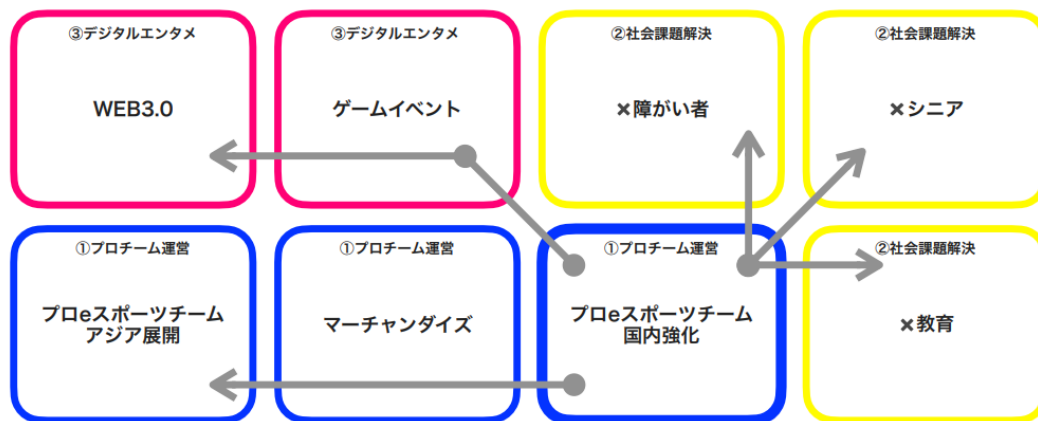 ③デジタルエンタメ
WEB3.0
③デジタルエンタメ
ゲームイベント
②社会課題解決
×障がい者
②社会課題解決
×シニア
①プロチーム運営
プロeスポーツチーム
アジア展開
①プロチーム運営
マーチャンダイズ
①プロチーム運営
プロeスポーツチーム
国内強化
②社会課題解決
×教育